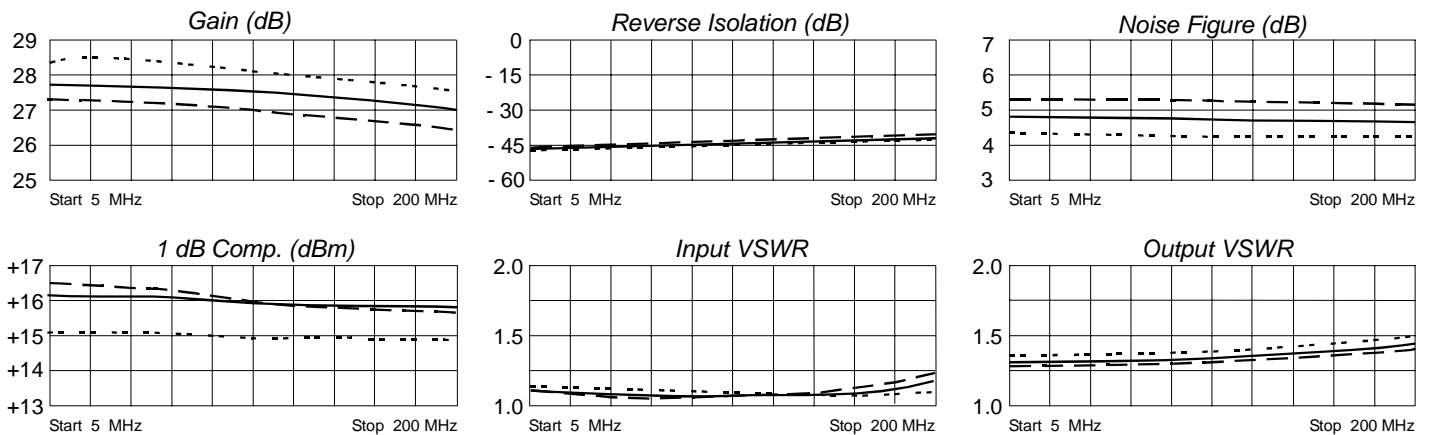 Gain (dB)
29
28
27
26
25
Start 5 MHz
Stop 200 MHz
Reverse Isolation (dB)
0
- 15
- 30
- 45
- 60
Start 5 MHz
Stop 200 MHz
Noise Figure (dB)
7
6
5
4
3
Start 5 MHz
Stop 200 MHz
1 dB Comp. (dBm)
+17
+16
+15
+14
+13
Start 5 MHz
Stop 200 MHz
Input VSWR
2.0
1.5
1.0
Start 5 MHz
Stop 200 MHz
Output VSWR
2.0
1.5
1.0
Start 5 MHz
Stop 200 MHz